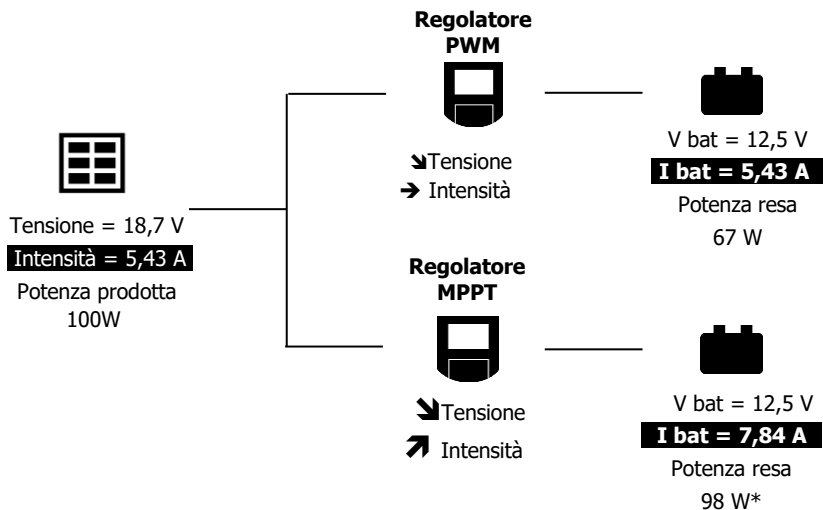 Tensione = 18,7 V
Intensità = 5,43 A
Potenza prodotta
100W
Regolatore
PWM
↘Tensione
→ Intensità
V bat = 12,5 V
I bat = 5,43 A
Potenza resa
67 W
Regolatore
MPPT
↘Tensione
↗ Intensità
V bat = 12,5 V
I bat = 7,84 A
Potenza resa
98 W*